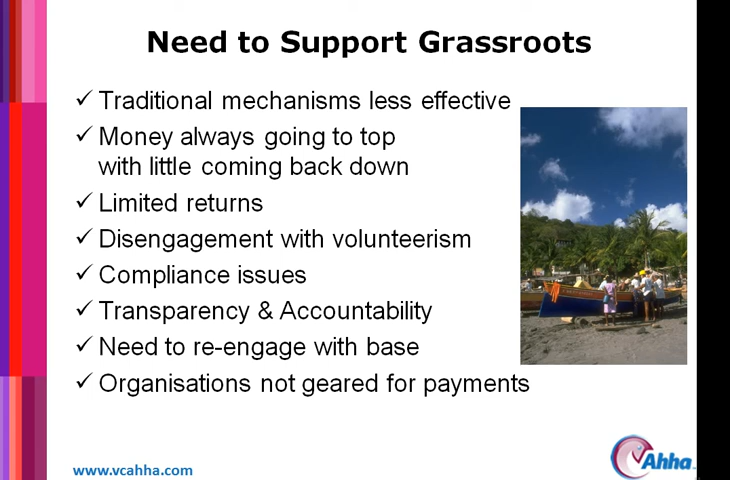 Need to Support Grassroots
✓ Traditional mechanisms less effective
✓ Money always going to top
with little coming back down
✓ Limited returns
✓ Disengagement with volunteerism
✓ Compliance issues
✓ Transparency & Accountability
✓ Need to re-engage with base
✓ Organisations not geared for payments
www.vcahha.com
Ahha